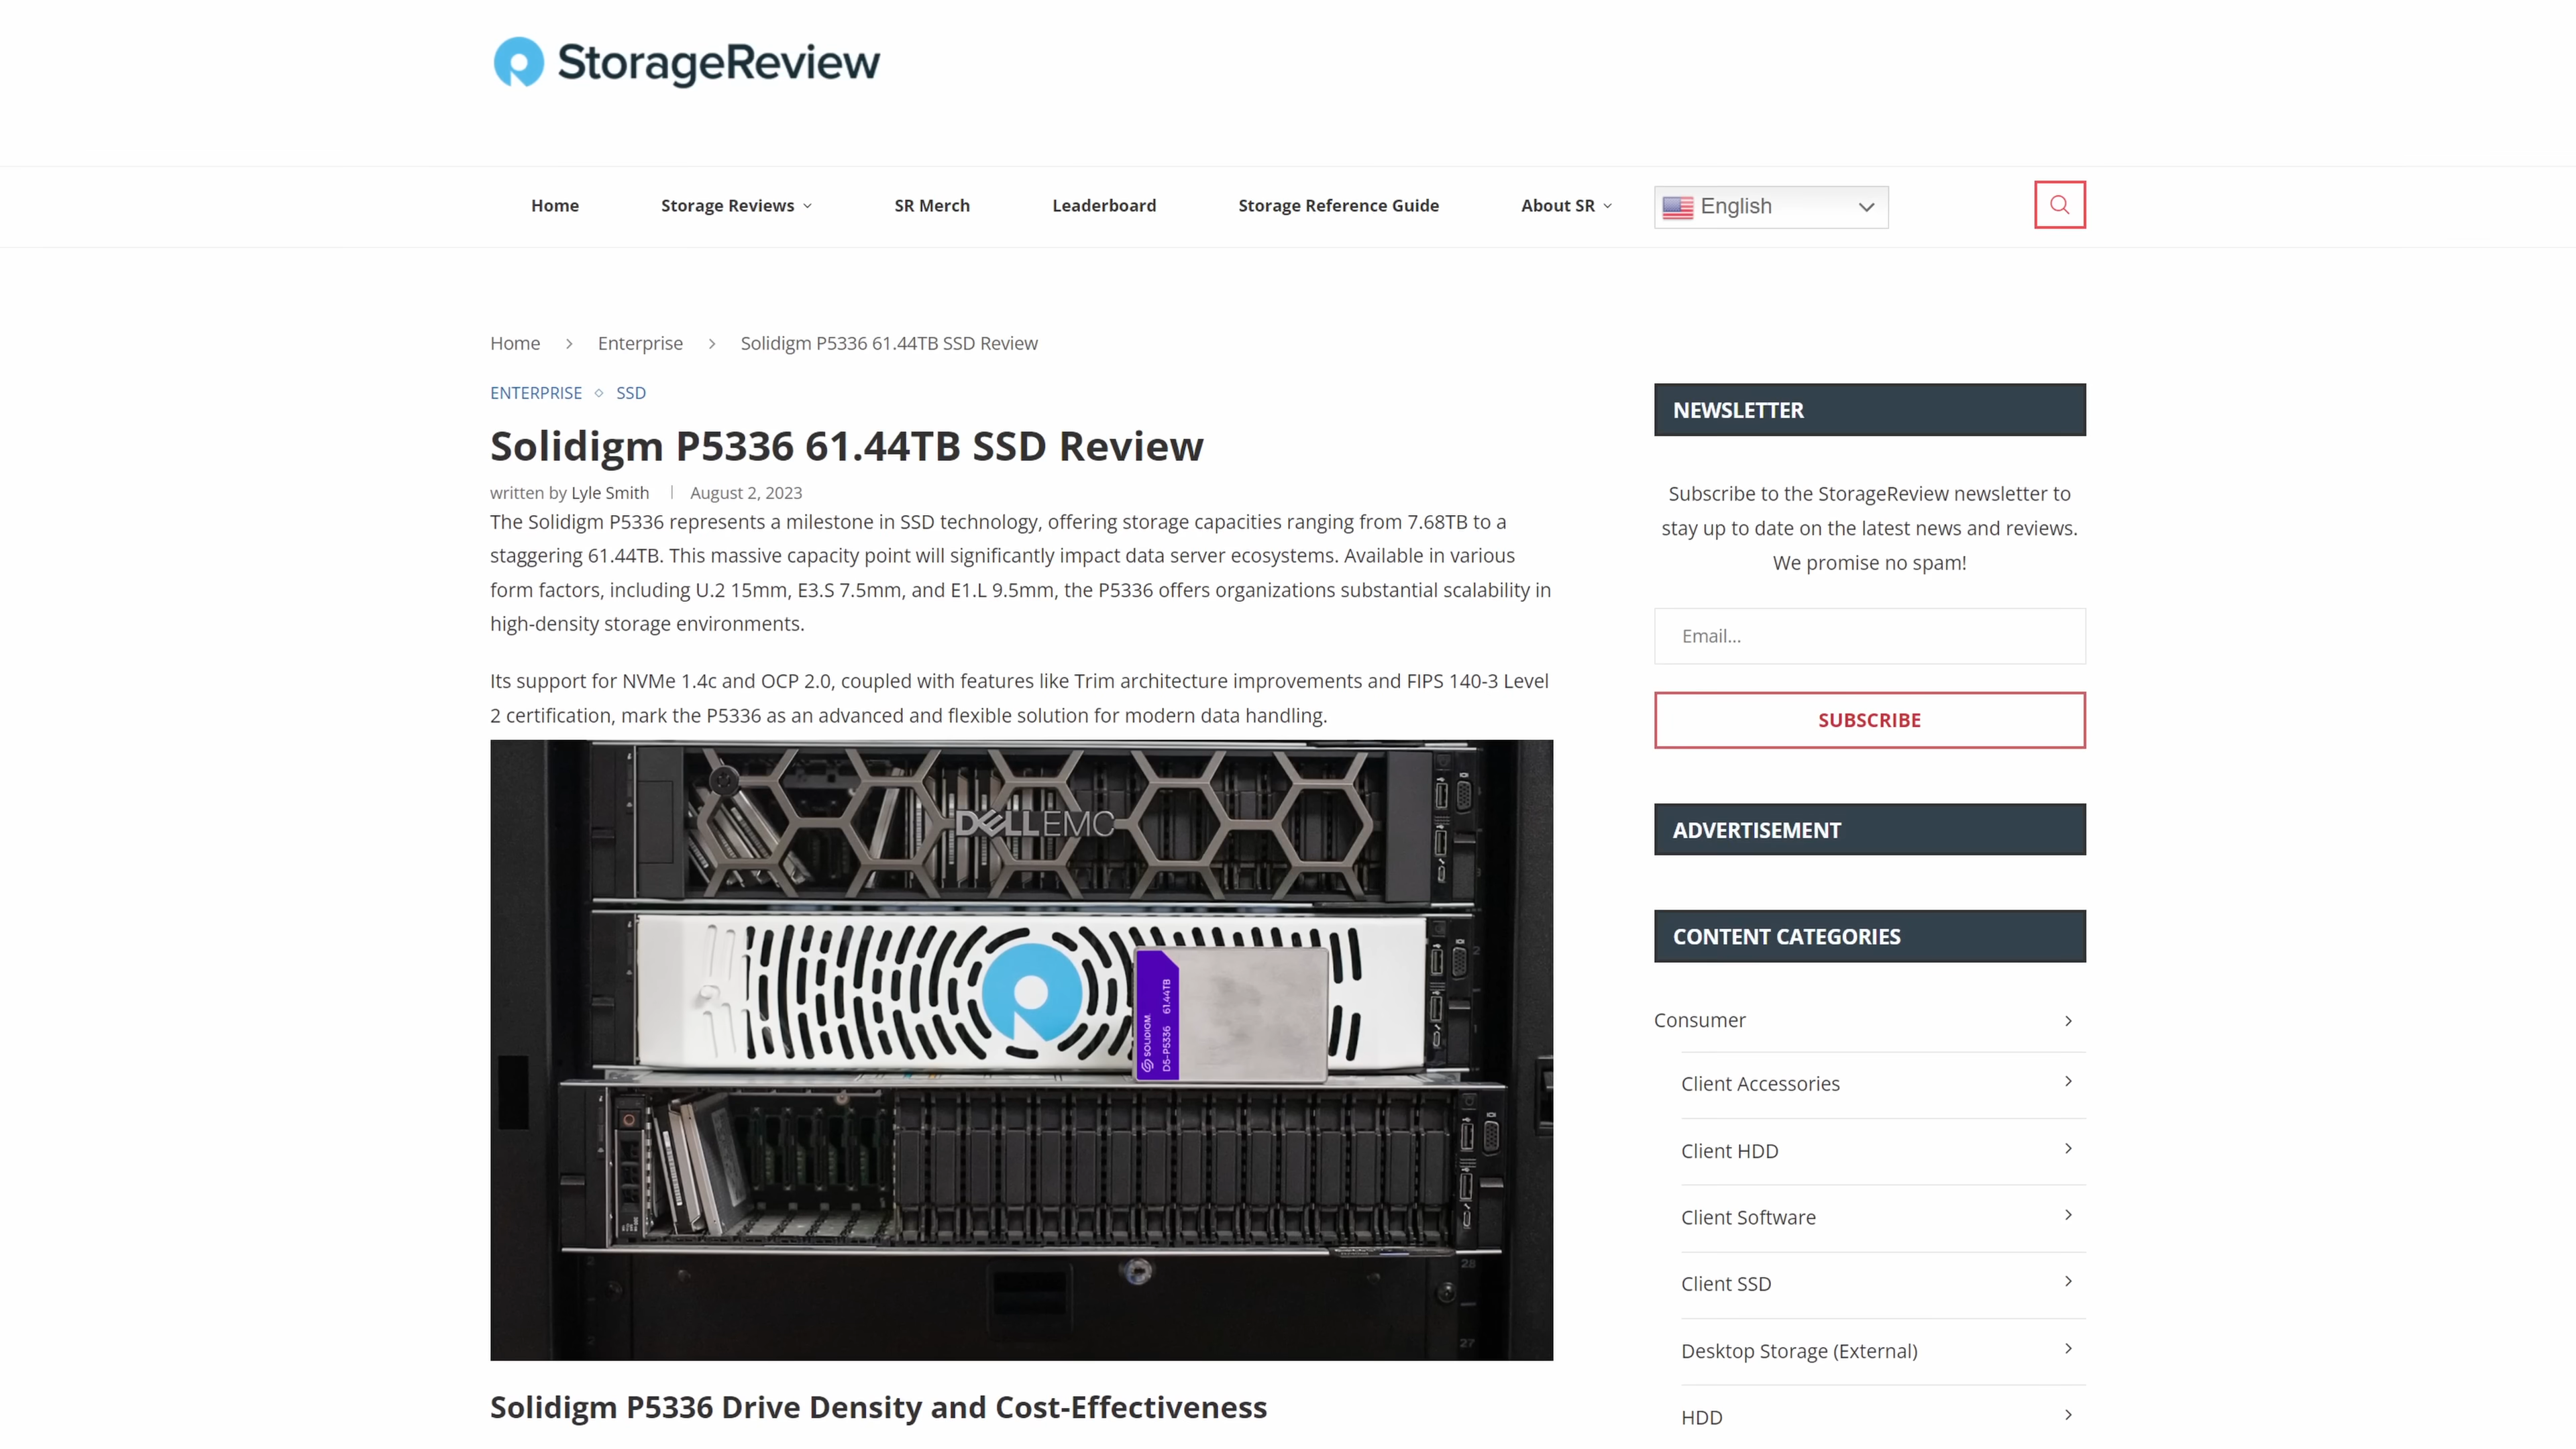 StorageReview
Home
Storage Reviews
SR Merch
Leaderboard
Storage Reference Guide
About SR
English
Home > Enterprise > Solidigm P5336 61.44TB SSD Review
ENTERPRISE ◇ SSD
Solidigm P5336 61.44TB SSD Review
written by Lyle Smith | August 2, 2023
The Solidigm P5336 represents a milestone in SSD technology, offering storage capacities ranging from 7.68TB to a
staggering 61.44TB. This massive capacity point will significantly impact data server ecosystems. Available in various
form factors, including U.2 15mm, E3.S 7.5mm, and E1.L 9.5mm, the P5336 offers organizations substantial scalability in
high-density storage environments.
Its support for NVMe 1.4c and OCP 2.0, coupled with features like Trim architecture improvements and FIPS 140-3 Level
2 certification, mark the P5336 as an advanced and flexible solution for modern data handling.
DELLEMC
SOLIDIGM
D5-P5336 61.44TB
28
27
Solidigm P5336 Drive Density and Cost-Effectiveness
NEWSLETTER
Subscribe to the StorageReview newsletter to
stay up to date on the latest news and reviews.
We promise no spam!
Email...
SUBSCRIBE
ADVERTISEMENT
CONTENT CATEGORIES
Consumer
Client Accessories
Client HDD
Client Software
Client SSD
Desktop Storage (External)
HDD